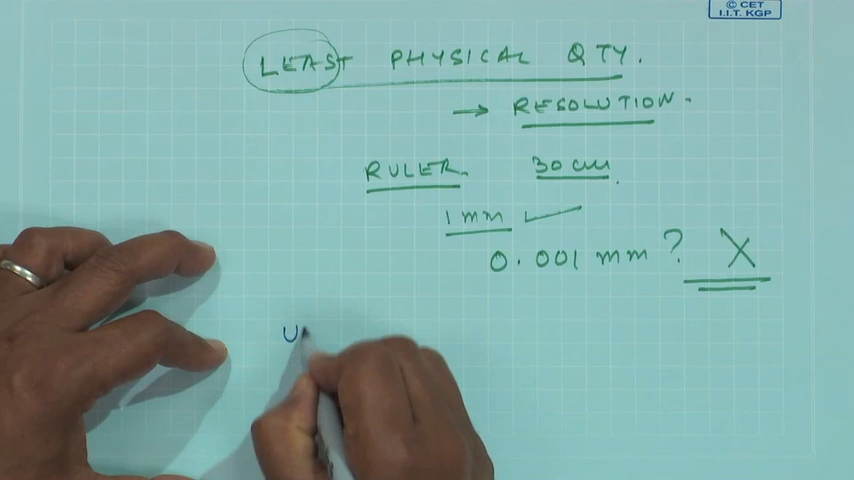 © CET
I.I.T. KGP
LEAST PHYSICAL QTY.
→ RESOLUTION.
RULER. 30 cm.
1 mm ✓
0.001 mm ? X
U